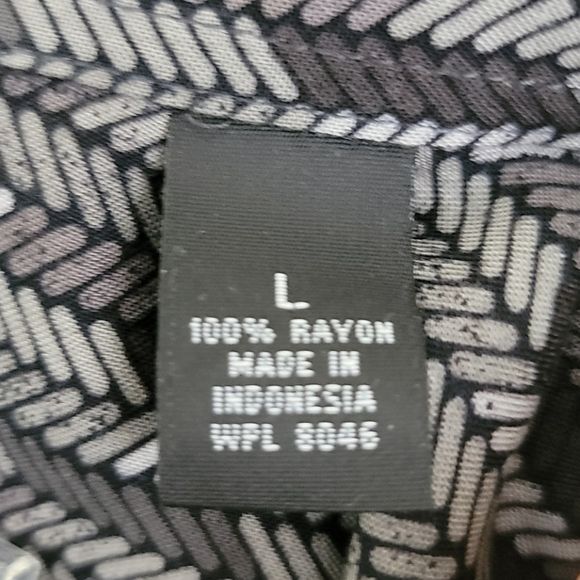 L
100% RAYON
MADE IN
INDONESIA
WPL 8046